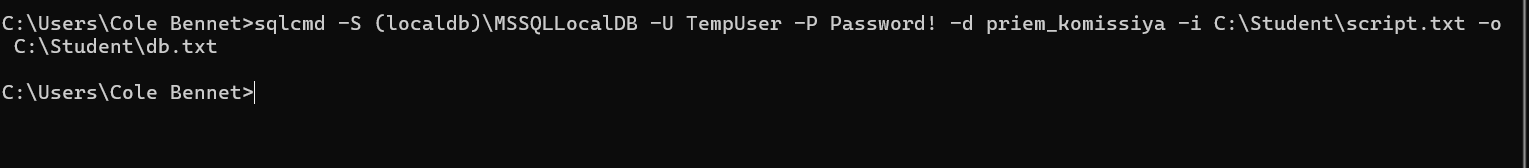 C:\Users\Cole Bennet>sqlcmd -S (localdb)\MSSQLLocalDB -U TempUser -P Password! -d priem_komissiya -i C:\Student\script.txt -o
C:\Student\db.txt
C:\Users\Cole Bennet>